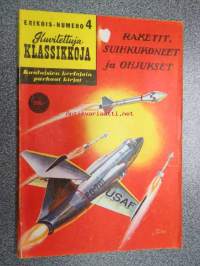 ERIKOIS-NUMERO 4
Kuvitettuja
KLASSIKKOJA
Kuuluisien kertojain
parhaat kirjat
RAKETIT,
SUIHKUKONEET
ja OHJUKSET
USAF